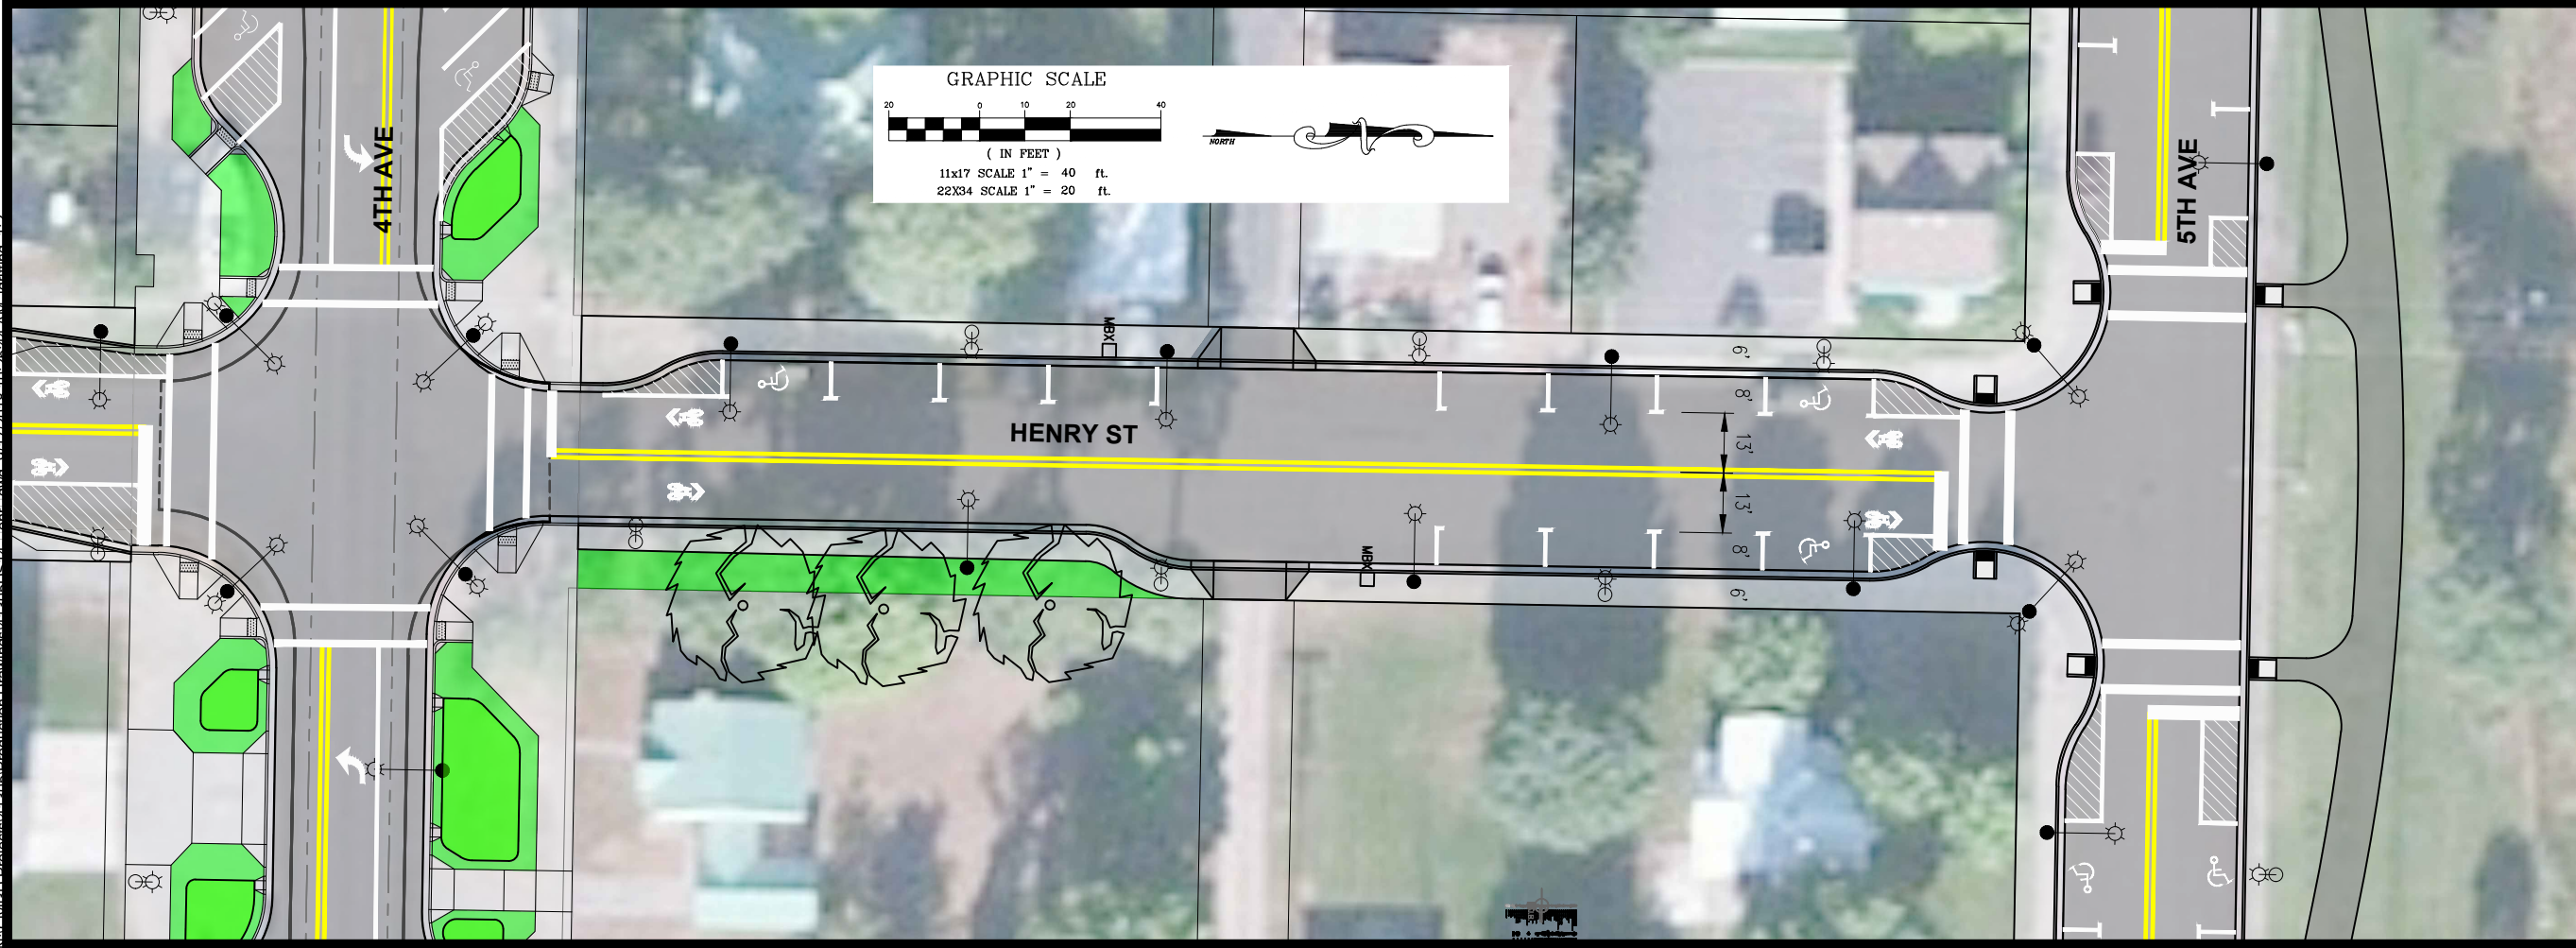 GRAPHIC SCALE
20 0 10 20 40
( IN FEET )
11x17 SCALE 1" = 40 ft.
22X34 SCALE 1" = 20 ft.
NORTH
4TH AVE
5TH AVE
MBX
HENRY ST
MBX
6'
8'
13'
13'
8'
6'